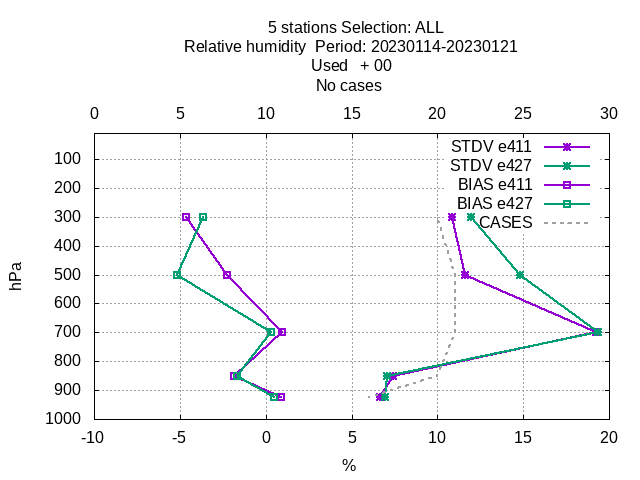 5 stations Selection: ALL
Relative humidity  Period: 20230114-20230121
Used   + 00
No cases
0 5 10 15 20 25 30
STDV e411
STDV e427
BIAS e411
BIAS e427
CASES
100
200
300
400
500
600
700
800
900
1000
hPa
-10 -5 0 5 10 15 20
%